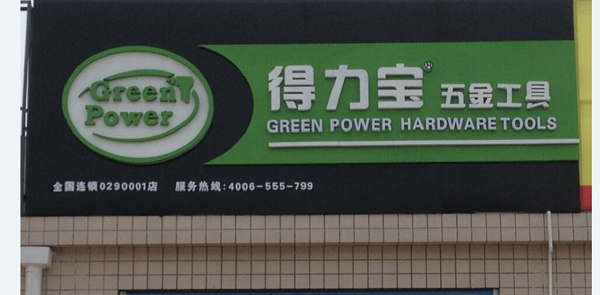 Green
Power
得力宝® 五金工具
GREEN POWER HARDWARE TOOLS
全国连锁0290001店 服务热线:4006-555-799